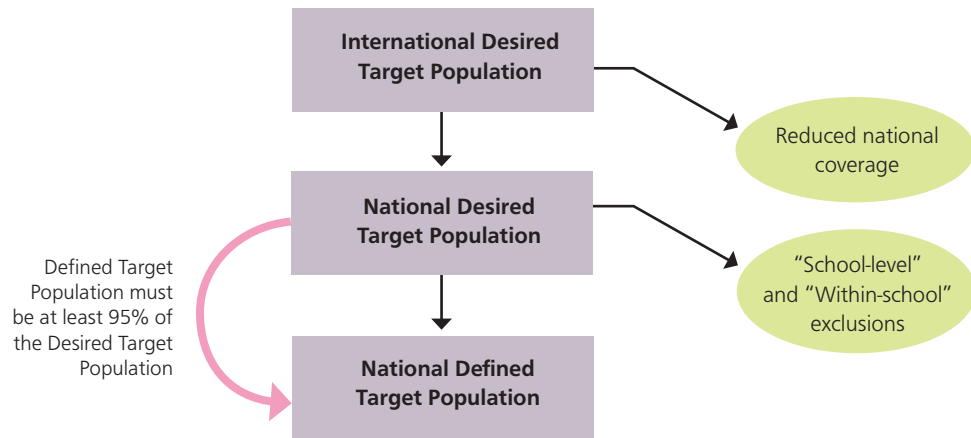 International Desired
Target Population
Reduced national
coverage
National Desired
Target Population
“School-level”
and “Within-school”
exclusions
Defined Target
Population must
be at least 95% of
the Desired Target
Population
National Defined
Target Population